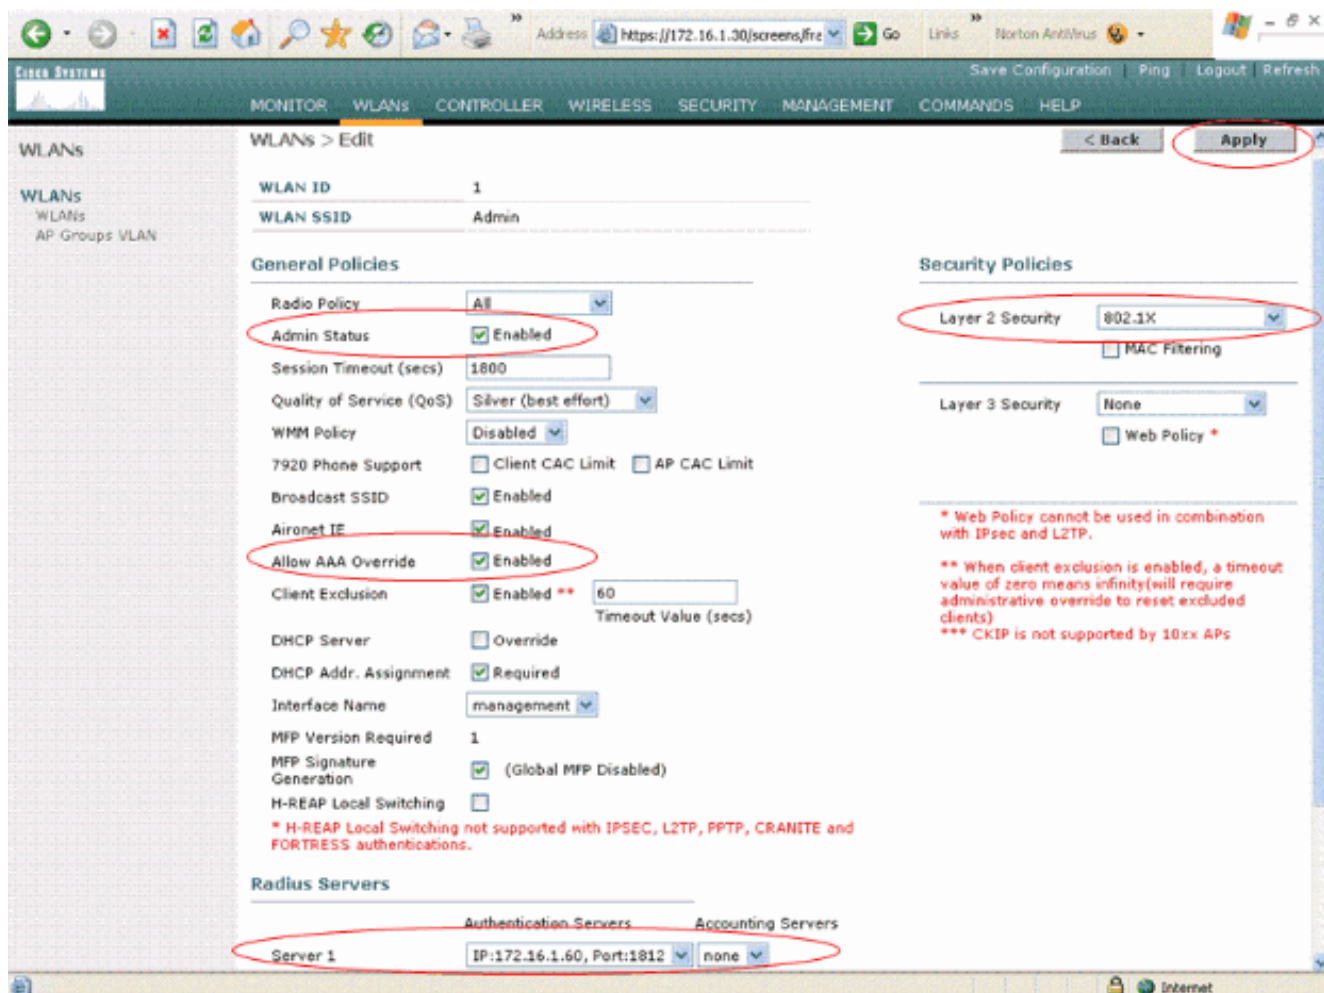 Address https://172.16.1.30/screens/fre Go Links Norton AntiVirus
CISCO SYSTEMS
Save Configuration Ping Logout Refresh
MONITOR WLANs CONTROLLER WIRELESS SECURITY MANAGEMENT COMMANDS HELP
WLANs
WLANs
WLANs
AP Groups VLAN
WLANs > Edit
< Back Apply
WLAN ID 1
WLAN SSID Admin
General Policies
Radio Policy All
Admin Status Enabled
Session Timeout (secs) 1800
Quality of Service (QoS) Silver (best effort)
WMM Policy Disabled
7920 Phone Support Client CAC Limit AP CAC Limit
Broadcast SSID Enabled
Aironet IE Enabled
Allow AAA Override Enabled
Client Exclusion Enabled ** 60
Timeout Value (secs)
DHCP Server Override
DHCP Addr. Assignment Required
Interface Name management
MFP Version Required 1
MFP Signature
Generation (Global MFP Disabled)
H-REAP Local Switching
* H-REAP Local Switching not supported with IPSEC, L2TP, PPTP, CRANITE and
FORTRESS authentications.
Security Policies
Layer 2 Security 802.1X
MAC Filtering
Layer 3 Security None
Web Policy *
* Web Policy cannot be used in combination
with IPsec and L2TP.
** When client exclusion is enabled, a timeout
value of zero means infinity(will require
administrative override to reset excluded
clients)
*** CKIP is not supported by 10xx APs
Radius Servers
Authentication Servers Accounting Servers
Server 1 IP:172.16.1.60, Port:1812 none
Internet